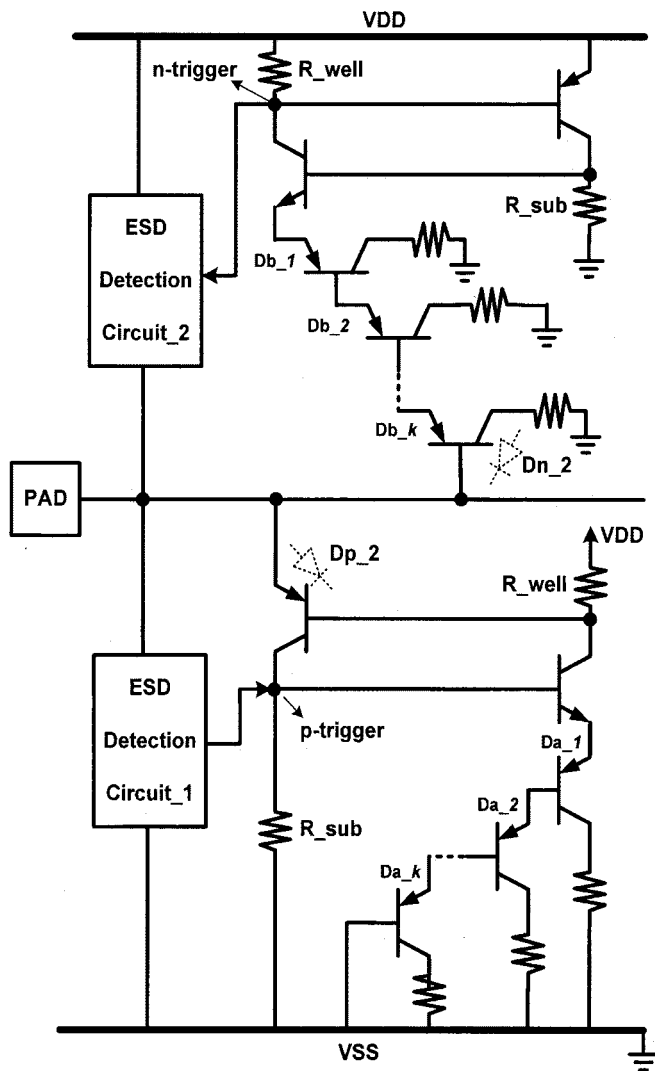 VDD
n-trigger
R_well
R_sub
ESD
Detection
Circuit_2
Db_1
Db_2
Db_k
Dn_2
PAD
Dp_2
VDD
R_well
ESD
Detection
Circuit_1
p-trigger
Da_1
Da_2
R_sub
Da_k
VSS